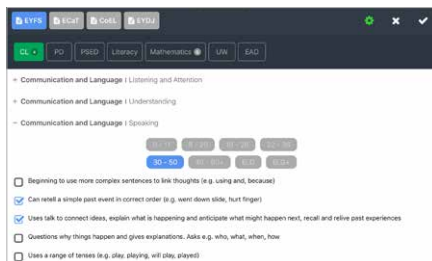 EYFS ECaT CoEL EYDJ
CL PD PSED Literacy Mathematics UW EAD
Communication and Language | Listening and Attention
Communication and Language | Understanding
Communication and Language | Speaking
30 - 50 ELG ELG+
Beginning to use more complex sentences to link thoughts (e.g. using and, because)
Can retell a simple past event in correct order (e.g. went down slide, hurt finger)
Uses talk to connect ideas, explain what is happening and anticipate what might happen next, recall and relive past experiences
Questions why things happen and gives explanations. Asks e.g. who, what, when, how
Uses a range of tenses (e.g. play, playing, will play, played)